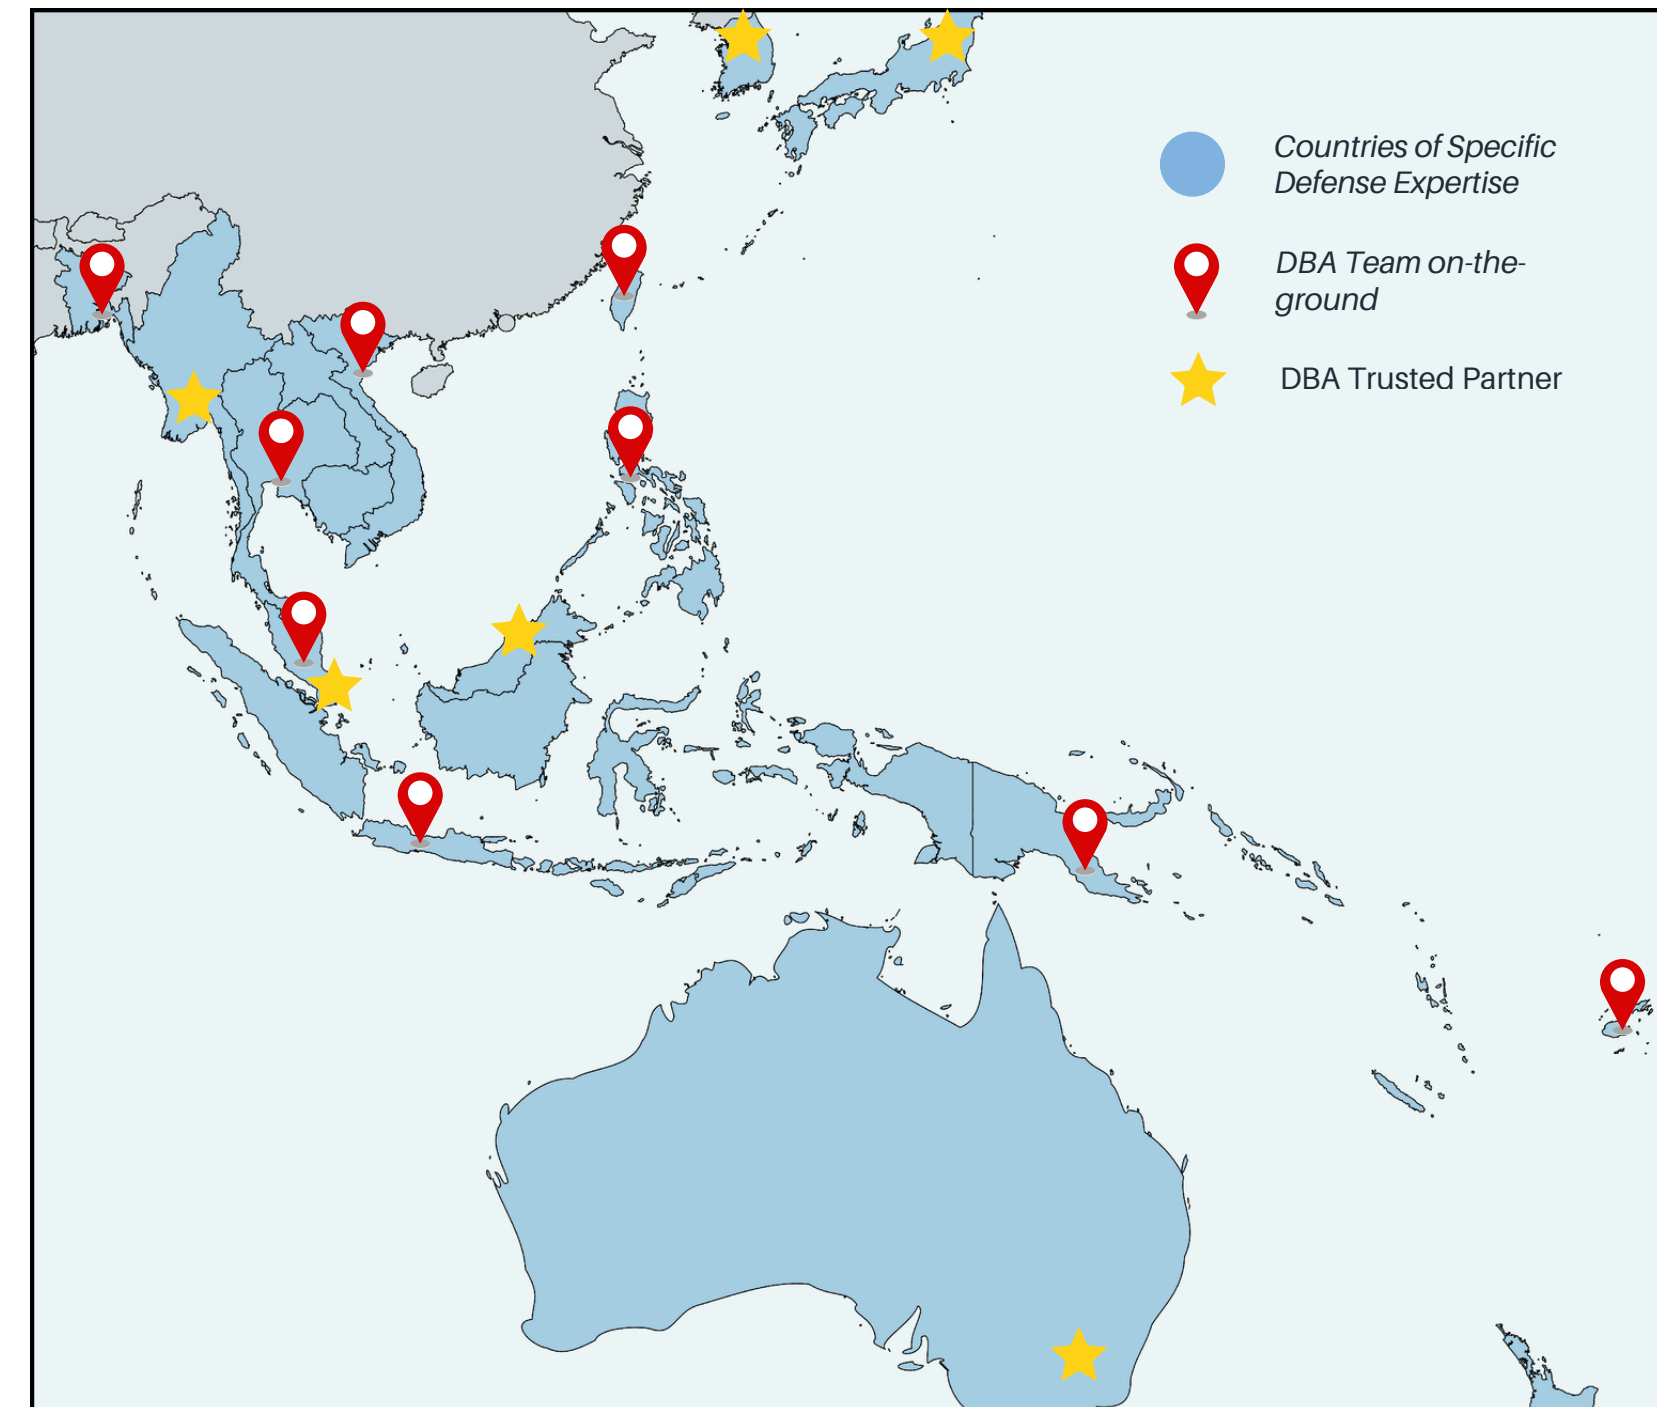 Countries of Specific
Defense Expertise
DBA Team on-the-
ground
DBA Trusted Partner